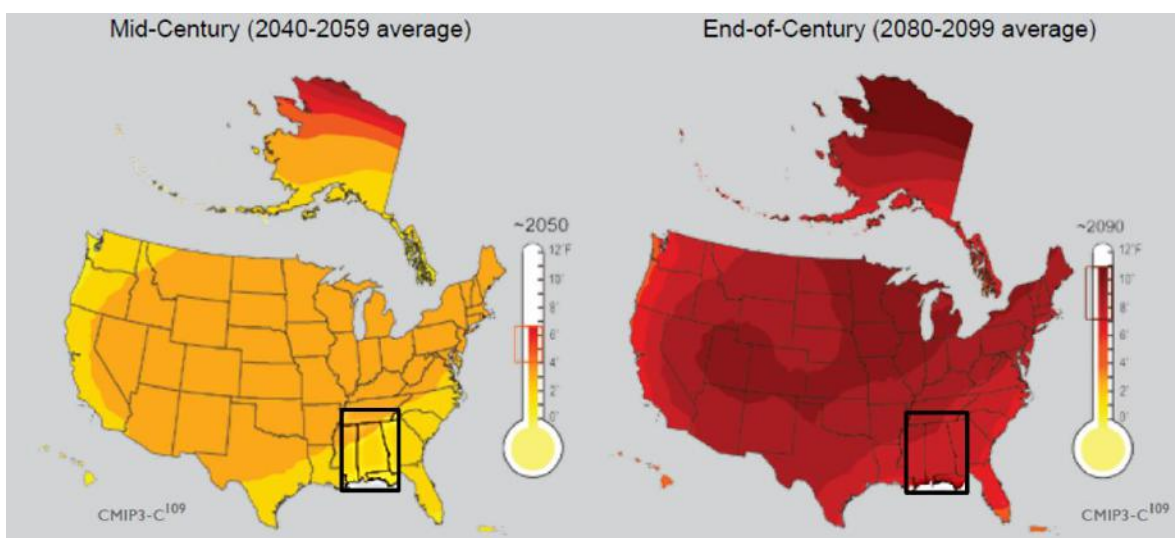 Mid-Century (2040-2059 average)
End-of-Century (2080-2099 average)
~2050
12°F
10°
8°
6°
4°
2°
0°
CMIP3-C109
~2090
12°F
10°
8°
6°
4°
2°
0°
CMIP3-C109